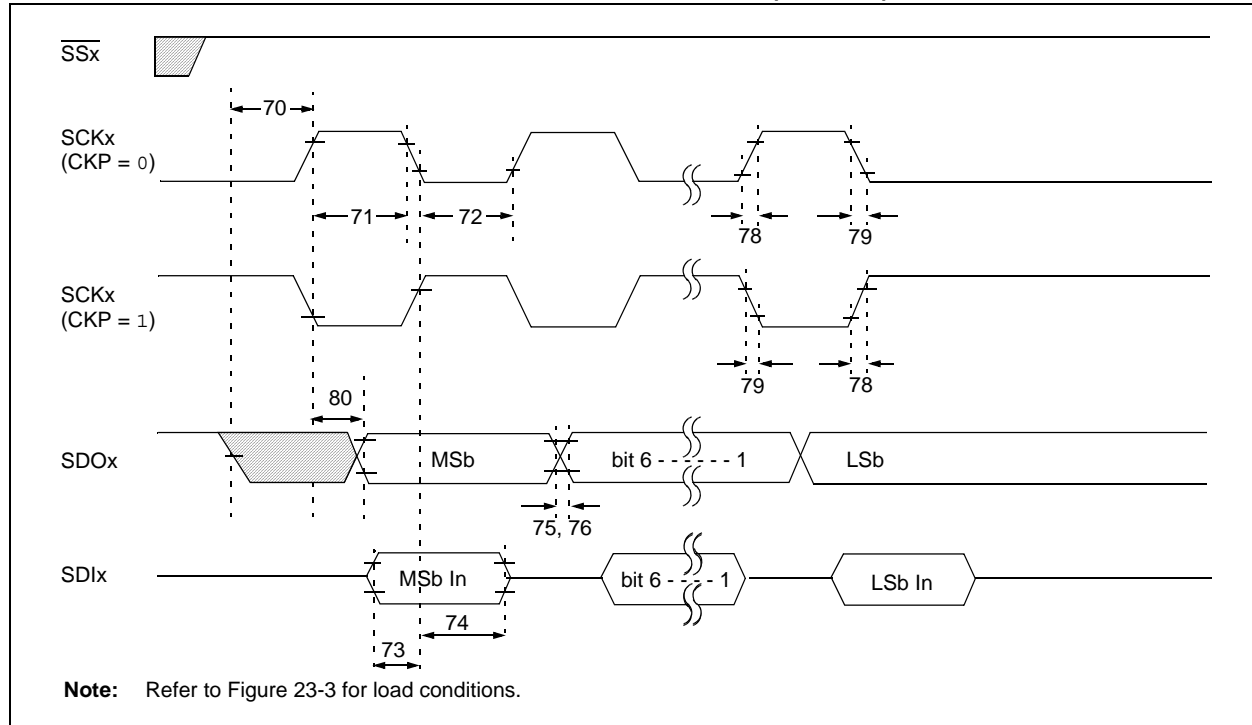 SSx
70
SCKx
(CKP = 0)
71
72
78
79
SCKx
(CKP = 1)
79
78
80
SDOx
MSb
bit 6 - - - - - - 1
LSb
75, 76
SDIx
MSb In
bit 6 - - - - 1
LSb In
74
73
Note: Refer to Figure 23-3 for load conditions.